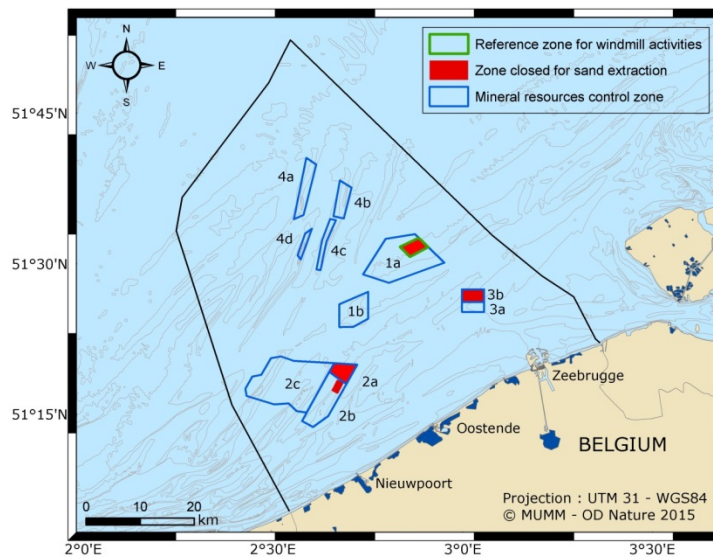 N
W E
S
Reference zone for windmill activities
Zone closed for sand extraction
Mineral resources control zone
51°45'N
51°30'N
51°15'N
4a
4b
4d
4c
1a
1b
3b
3a
2c
2a
2b
Zeebrugge
Oostende
BELGIUM
Nieuwpoort
Projection : UTM 31 - WGS84
© MUMM - OD Nature 2015
0 10 20
km
2°0'E 2°30'E 3°0'E 3°30'E